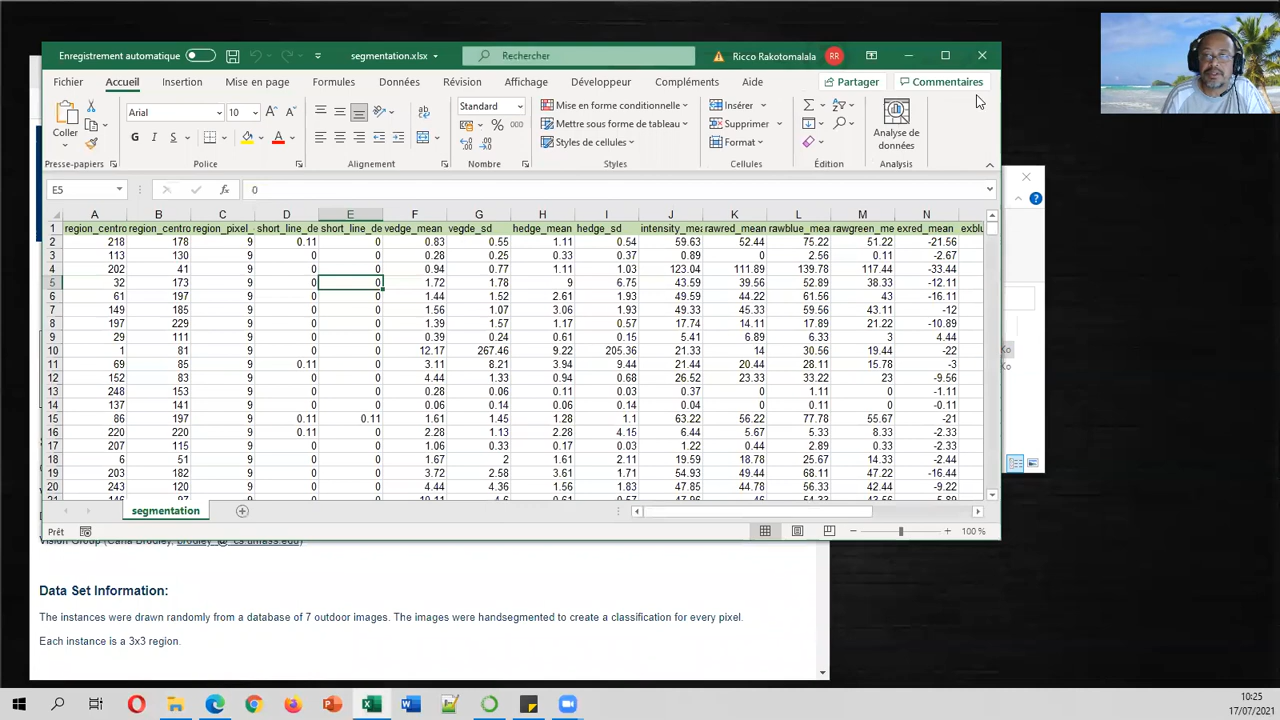 Enregistrement automatique segmentation.xlsx Rechercher Ricco Rakotomalala RR
Fichier Accueil Insertion Mise en page Formules Données Révision Affichage Développeur Compléments Aide Partager Commentaires
Coller Arial 10 Standard Mise en forme conditionnelle Insérer Analyse de données
Mettre sous forme de tableau Supprimer
G I S A Styles de cellules Format
Presse-papiers Police Alignement Nombre Styles Cellules Édition Analysis
E5 fx 0
A B C D E F G H I J K L M N
1 region_centro region_centro region_pixel_ short_line_de short_line_de vedge_mean vegde_sd hedge_mean hedge_sd intensity_mea rawred_mean rawblue_mea rawgreen_me exred_mean exblu
2 218 178 9 0.11 0 0.83 0.55 1.11 0.54 59.63 52.44 75.22 51.22 -21.56
3 113 130 9 0 0 0.28 0.25 0.33 0.37 0.89 0 2.56 0.11 -2.67
4 202 41 9 0 0 0.94 0.77 1.11 1.03 123.04 111.89 139.78 117.44 -33.44
5 32 173 9 0 0 1.72 1.78 9 6.75 43.59 39.56 52.89 38.33 -12.11
6 61 197 9 0 0 1.44 1.52 2.61 1.93 49.59 44.22 61.56 43 -16.11
7 149 185 9 0 0 1.56 1.07 3.06 1.93 49.33 45.33 59.56 43.11 -12
8 197 229 9 0 0 1.39 1.57 1.17 0.57 17.74 14.11 17.89 21.22 -10.89
9 29 111 9 0 0 0.39 0.24 0.61 0.15 5.41 6.89 6.33 3 4.44
10 1 81 9 0 0 12.17 267.46 9.22 205.36 21.33 14 30.56 19.44 -22
11 69 85 9 0.11 0 3.11 8.21 3.94 9.44 21.44 20.44 28.11 15.78 -3
12 152 83 9 0 0 4.44 1.33 0.94 0.68 26.52 23.33 33.22 23 -9.56
13 248 153 9 0 0 0.28 0.06 0.11 0.03 0.37 0 1.11 0 -1.11
14 137 141 9 0 0 0.06 0.14 0.06 0.14 0.04 0 0.11 0 -0.11
15 86 197 9 0.11 0.11 1.61 1.45 1.28 1.1 63.22 56.22 77.78 55.67 -21
16 220 220 9 0.11 0 2.28 1.13 2.28 4.15 6.44 5.67 5.33 8.33 -2.33
17 207 115 9 0 0 1.06 0.33 0.17 0.03 1.22 0.44 2.89 0.33 -2.33
18 6 51 9 0 0 1.67 1 1.61 2.11 19.59 18.78 25.67 14.33 -2.44
19 203 182 9 0 0 3.72 2.58 3.61 1.71 54.93 49.44 68.11 47.22 -16.44
20 243 120 9 0 0 4.44 4.36 1.56 1.83 47.85 44.78 56.33 42.44 -9.22
segmentation
Prêt 100 %
Ko
Ko
Data Set Information:
The instances were drawn randomly from a database of 7 outdoor images. The images were handsegmented to create a classification for every pixel.
Each instance is a 3x3 region.
10:25
17/07/2021